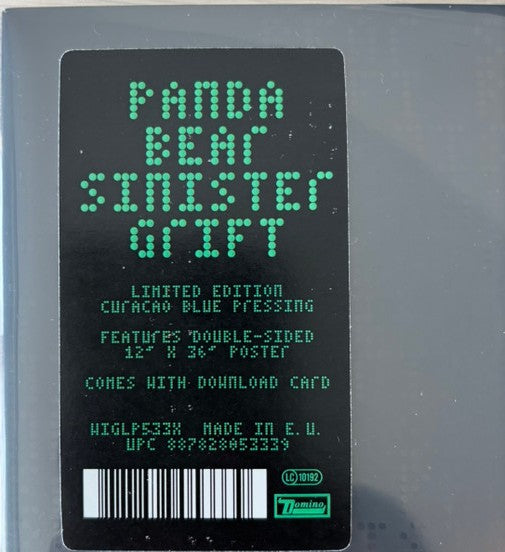 PANDA
BEAR
SINISTER
GRIFT
LIMITED EDITION
CURACAO BLUE PRESSING
FEATURES DOUBLE-SIDED
12" X 36" POSTER
COMES WITH DOWNLOAD CARD
WIGLP533X MADE IN E.U.
UPC 887828053339
LC 10192
Domino